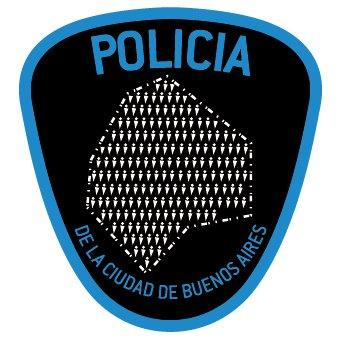 POLICIA
DE LA CIUDAD DE BUENOS AIRES